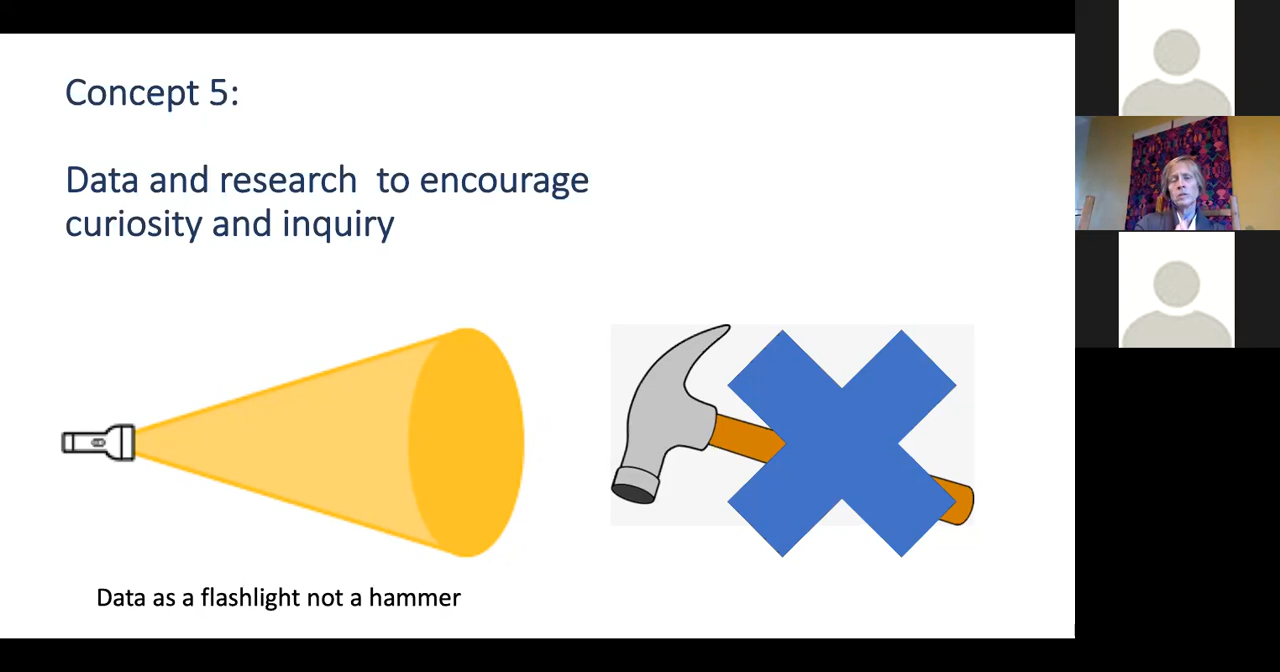 Concept 5:
Data and research  to encourage
curiosity and inquiry
Data as a flashlight not a hammer